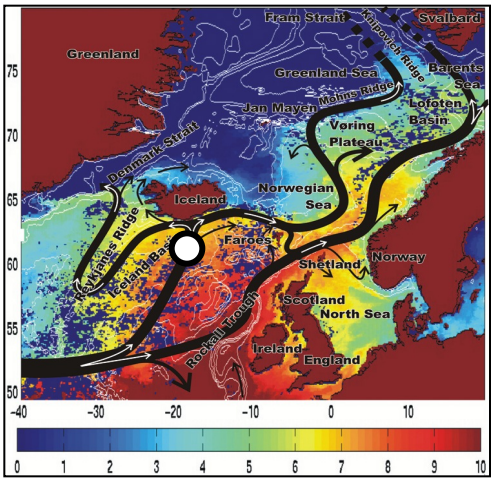 Fram Strait
Svalbard
Knipovich Ridge
Greenland
Barents
Sea
Greenland Sea
Mohns Ridge
Lofoten
Basin
Jan Mayen
Vøring
Plateau
Denmark Strait
Norwegian
Sea
Iceland
Reykjanes Ridge
Iceland Bas
Faroes
Norway
Shetland
Scotland
North Sea
Rockall Trough
Ireland
England
75
70
65
60
55
50
-40 -30 -20 -10 0 10
0 1 2 3 4 5 6 7 8 9 10